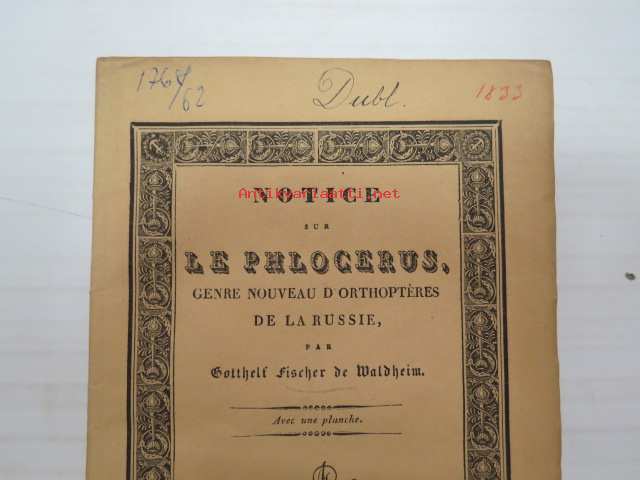 1768/62
Dubl.
1833
NOTICE
Antikvariaatti.net
SUR
LE PHLOCERUS,
GENRE NOUVEAU D'ORTHOPTÈRES
DE LA RUSSIE,
PAR
Gotthelf Fischer de Waldheim.
Avec une planche.